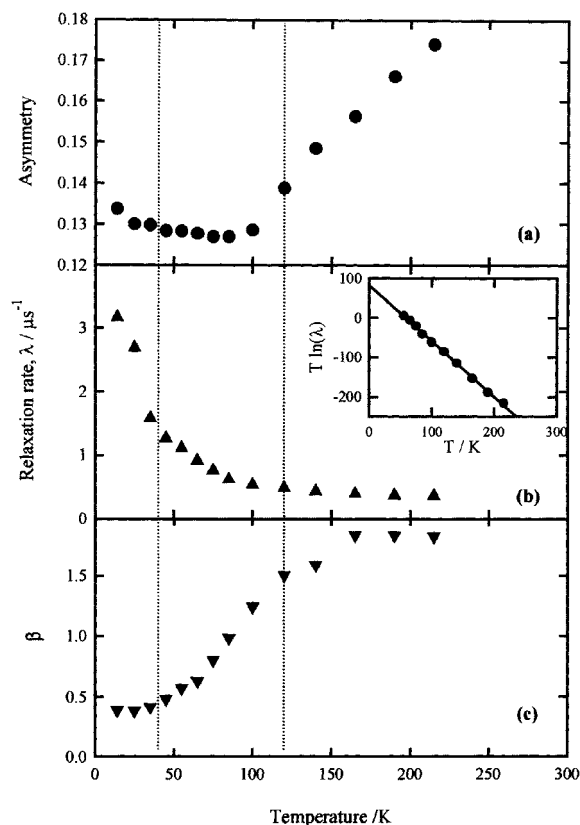 0.18
0.17
0.16
0.15
0.14
0.13
0.12
Asymmetry
(a)
3
2
1
0
Relaxation rate, λ / μs⁻¹
100
0
-100
-200
T ln(λ)
0 100 200 300
T / K
(b)
1.5
1.0
0.5
0.0
β
(c)
0 50 100 150 200 250 300
Temperature /K